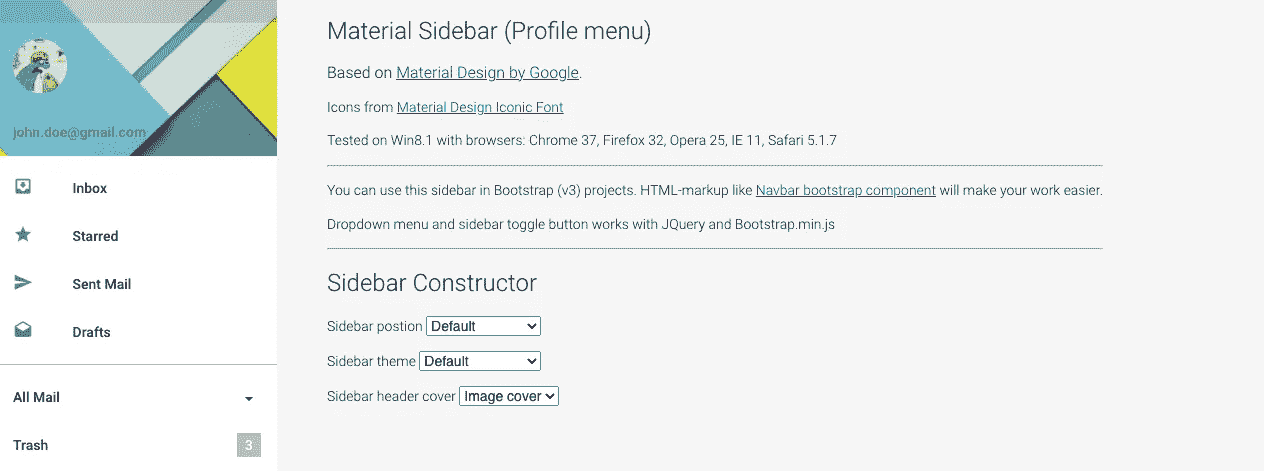 john.doe@gmail.com
Inbox
Starred
Sent Mail
Drafts
All Mail
Trash 3
Material Sidebar (Profile menu)
Based on Material Design by Google.
Icons from Material Design Iconic Font
Tested on Win8.1 with browsers: Chrome 37, Firefox 32, Opera 25, IE 11, Safari 5.1.7
You can use this sidebar in Bootstrap (v3) projects. HTML-markup like Navbar bootstrap component will make your work easier.
Dropdown menu and sidebar toggle button works with JQuery and Bootstrap.min.js
Sidebar Constructor
Sidebar postion Default
Sidebar theme Default
Sidebar header cover Image cover